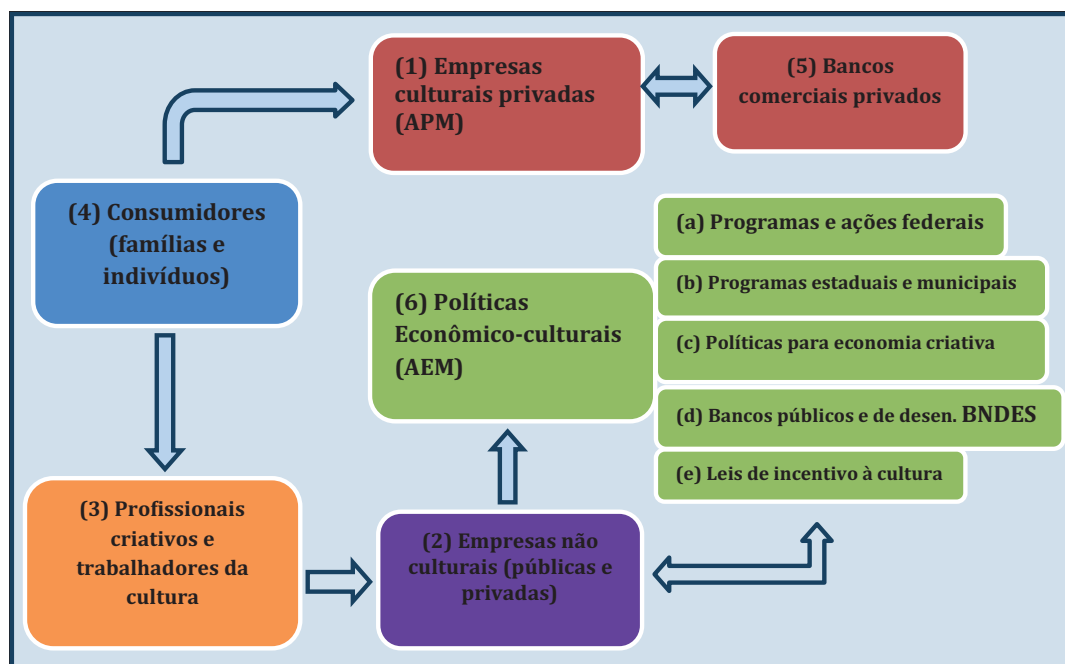 (1) Empresas
culturais privadas
(APM)
(5) Bancos
comerciais privados
(4) Consumidores
(famílias e
indivíduos)
(6) Políticas
Econômico-culturais
(AEM)
(a) Programas e ações federais
(b) Programas estaduais e municipais
(c) Políticas para economia criativa
(d) Bancos públicos e de desen. BNDES
(e) Leis de incentivo à cultura
(3) Profissionais
criativos e
trabalhadores da
cultura
(2) Empresas não
culturais (públicas e
privadas)